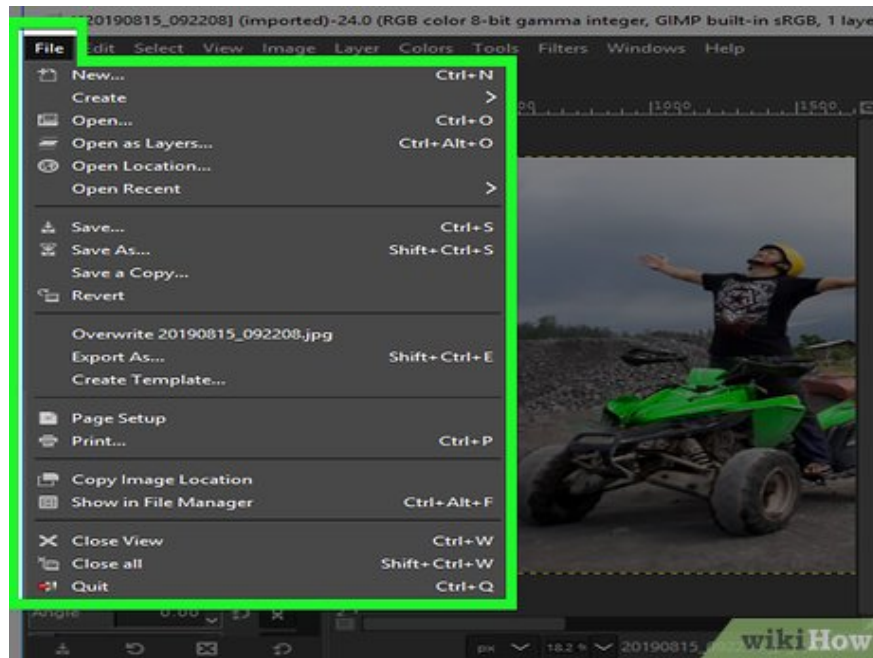 20190815_092208] (imported)-24.0 (RGB color 8-bit gamma integer, GIMP built-in sRGB, 1 laye
File Edit Select View Image Layer Colors Tools Filters Windows Help
New... Ctrl+N
Create >
Open... Ctrl+O
Open as Layers... Ctrl+Alt+O
Open Location...
Open Recent >
Save... Ctrl+S
Save As... Shift+Ctrl+S
Save a Copy...
Revert
Overwrite 20190815_092208.jpg
Export As... Shift+Ctrl+E
Create Template...
Page Setup
Print... Ctrl+P
Copy Image Location
Show in File Manager Ctrl+Alt+F
Close View Ctrl+W
Close all Shift+Ctrl+W
Quit Ctrl+Q
Angle 0.00
px 18.2 % 20190815_
wikiHow